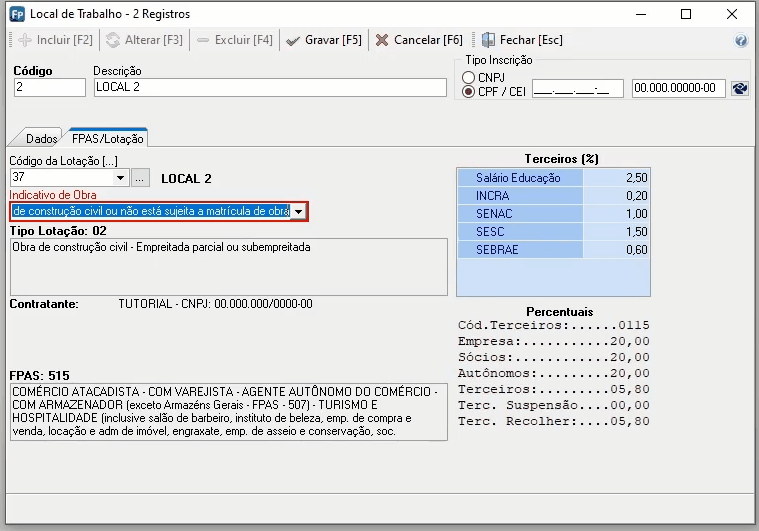 Fp Local de Trabalho - 2 Registros
Incluir [F2] Alterar [F3] Excluir [F4] Gravar [F5] Cancelar [F6] Fechar [Esc]
Código Descrição
2 LOCAL 2
Tipo Inscrição
CNPJ
CPF / CEI ___.___.___-__ 00.000.00000-00
Dados FPAS/Lotação
Código da Lotação [...]
37 ... LOCAL 2
Indicativo de Obra
de construção civil ou não está sujeita a matrícula de obra
Tipo Lotação: 02
Obra de construção civil - Empreitada parcial ou subempreitada
Contratante: TUTORIAL - CNPJ: 00.000.000/0000-00
FPAS: 515
COMÉRCIO ATACADISTA - COM VAREJISTA - AGENTE AUTÔNOMO DO COMÉRCIO -
COM ARMAZENADOR (exceto Armazéns Gerais - FPAS - 507) - TURISMO E
HOSPITALIDADE (inclusive salão de barbeiro, instituto de beleza, emp. de compra e
venda, locação e adm de imóvel, engraxate, emp. de asseio e conservação, soc.
Terceiros (%)
Salário Educação 2,50
INCRA 0,20
SENAC 1,00
SESC 1,50
SEBRAE 0,60
Percentuais
Cód.Terceiros:......0115
Empresa:...........20,00
Sócios:............20,00
Autônomos:.........20,00
Terceiros:.........05,80
Terc. Suspensão....00,00
Terc. Recolher:....05,80